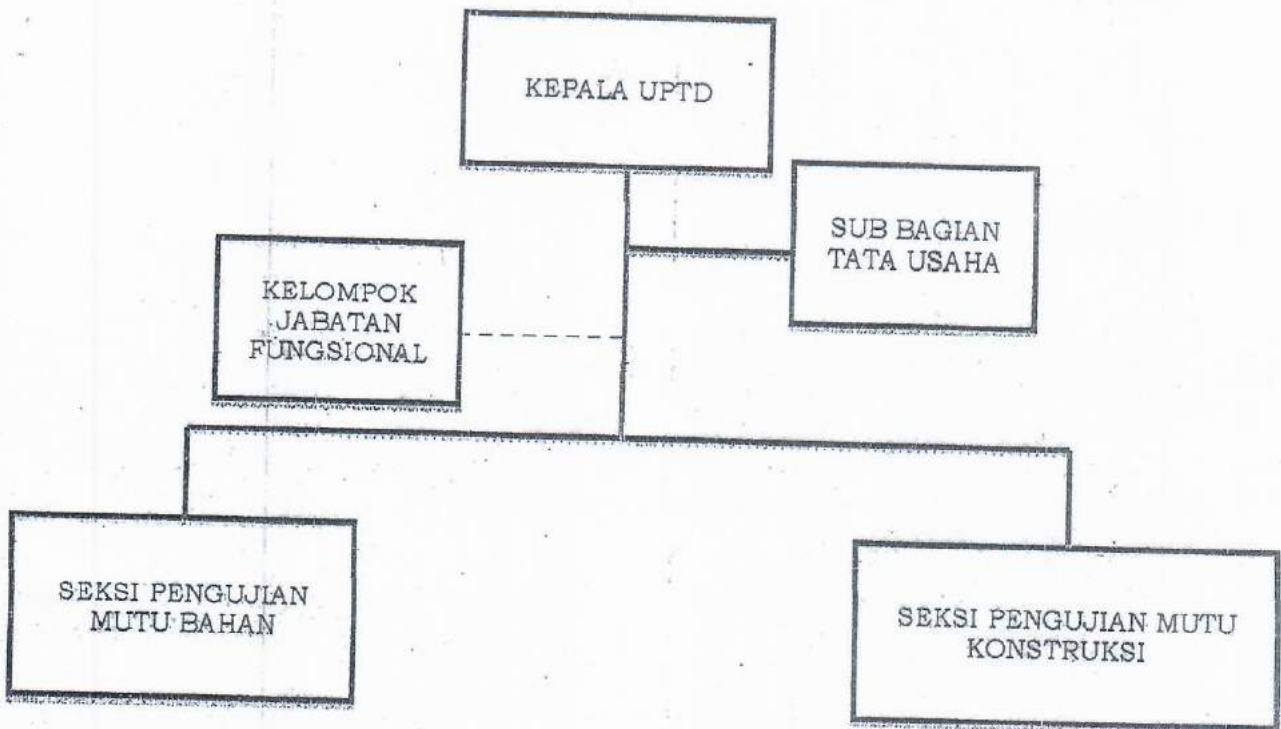 KEPALA UPTD
SUB BAGIAN
TATA USAHA
KELOMPOK
JABATAN
FUNGSIONAL
SEKSI PENGUJIAN
MUTU BAHAN
SEKSI PENGUJIAN MUTU
KONSTRUKSI